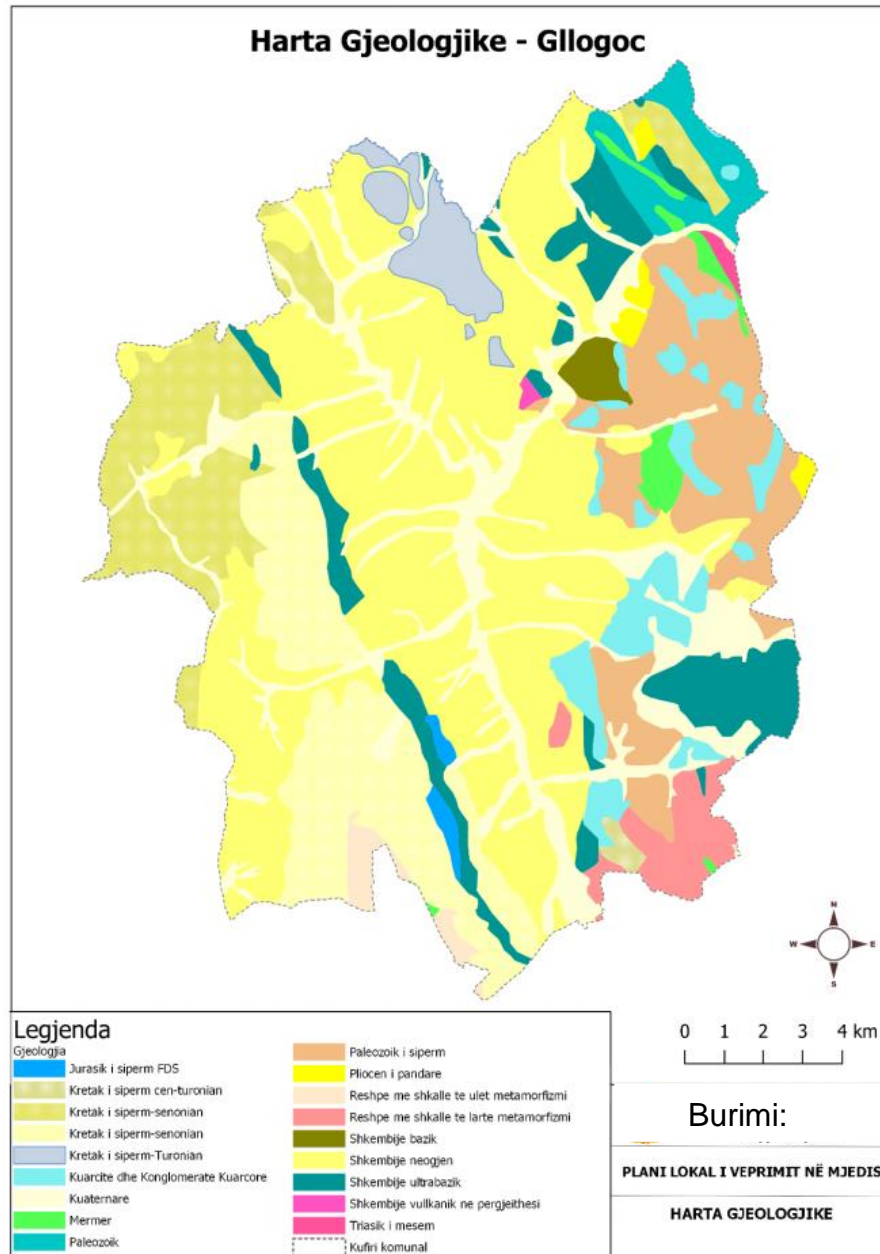 Harta Gjeologjike - Gllogoc
N
W E
S
Legjenda
Gjeologjia
Jurasik i siperm FDS
Kretak i siperm cen-turonian
Kretak i siperm-senonian
Kretak i siperm-senonian
Kretak i siperm-Turonian
Kuarcite dhe Konglomerate Kuarcore
Kuaternare
Mermer
Paleozoik
Paleozoik i siperm
Pliocen i pandare
Reshpe me shkalle te ulet metamorfizmi
Reshpe me shkalle te larte metamorfizmi
Shkembije bazik
Shkembije neogjen
Shkembije ultrabazik
Shkembije vullkanik ne pergjeithesi
Triasik i mesem
Kufiri komunal
0 1 2 3 4 km
Burimi:
PLANI LOKAL I VEPRIMIT NË MJEDIS
HARTA GJEOLOGJIKE